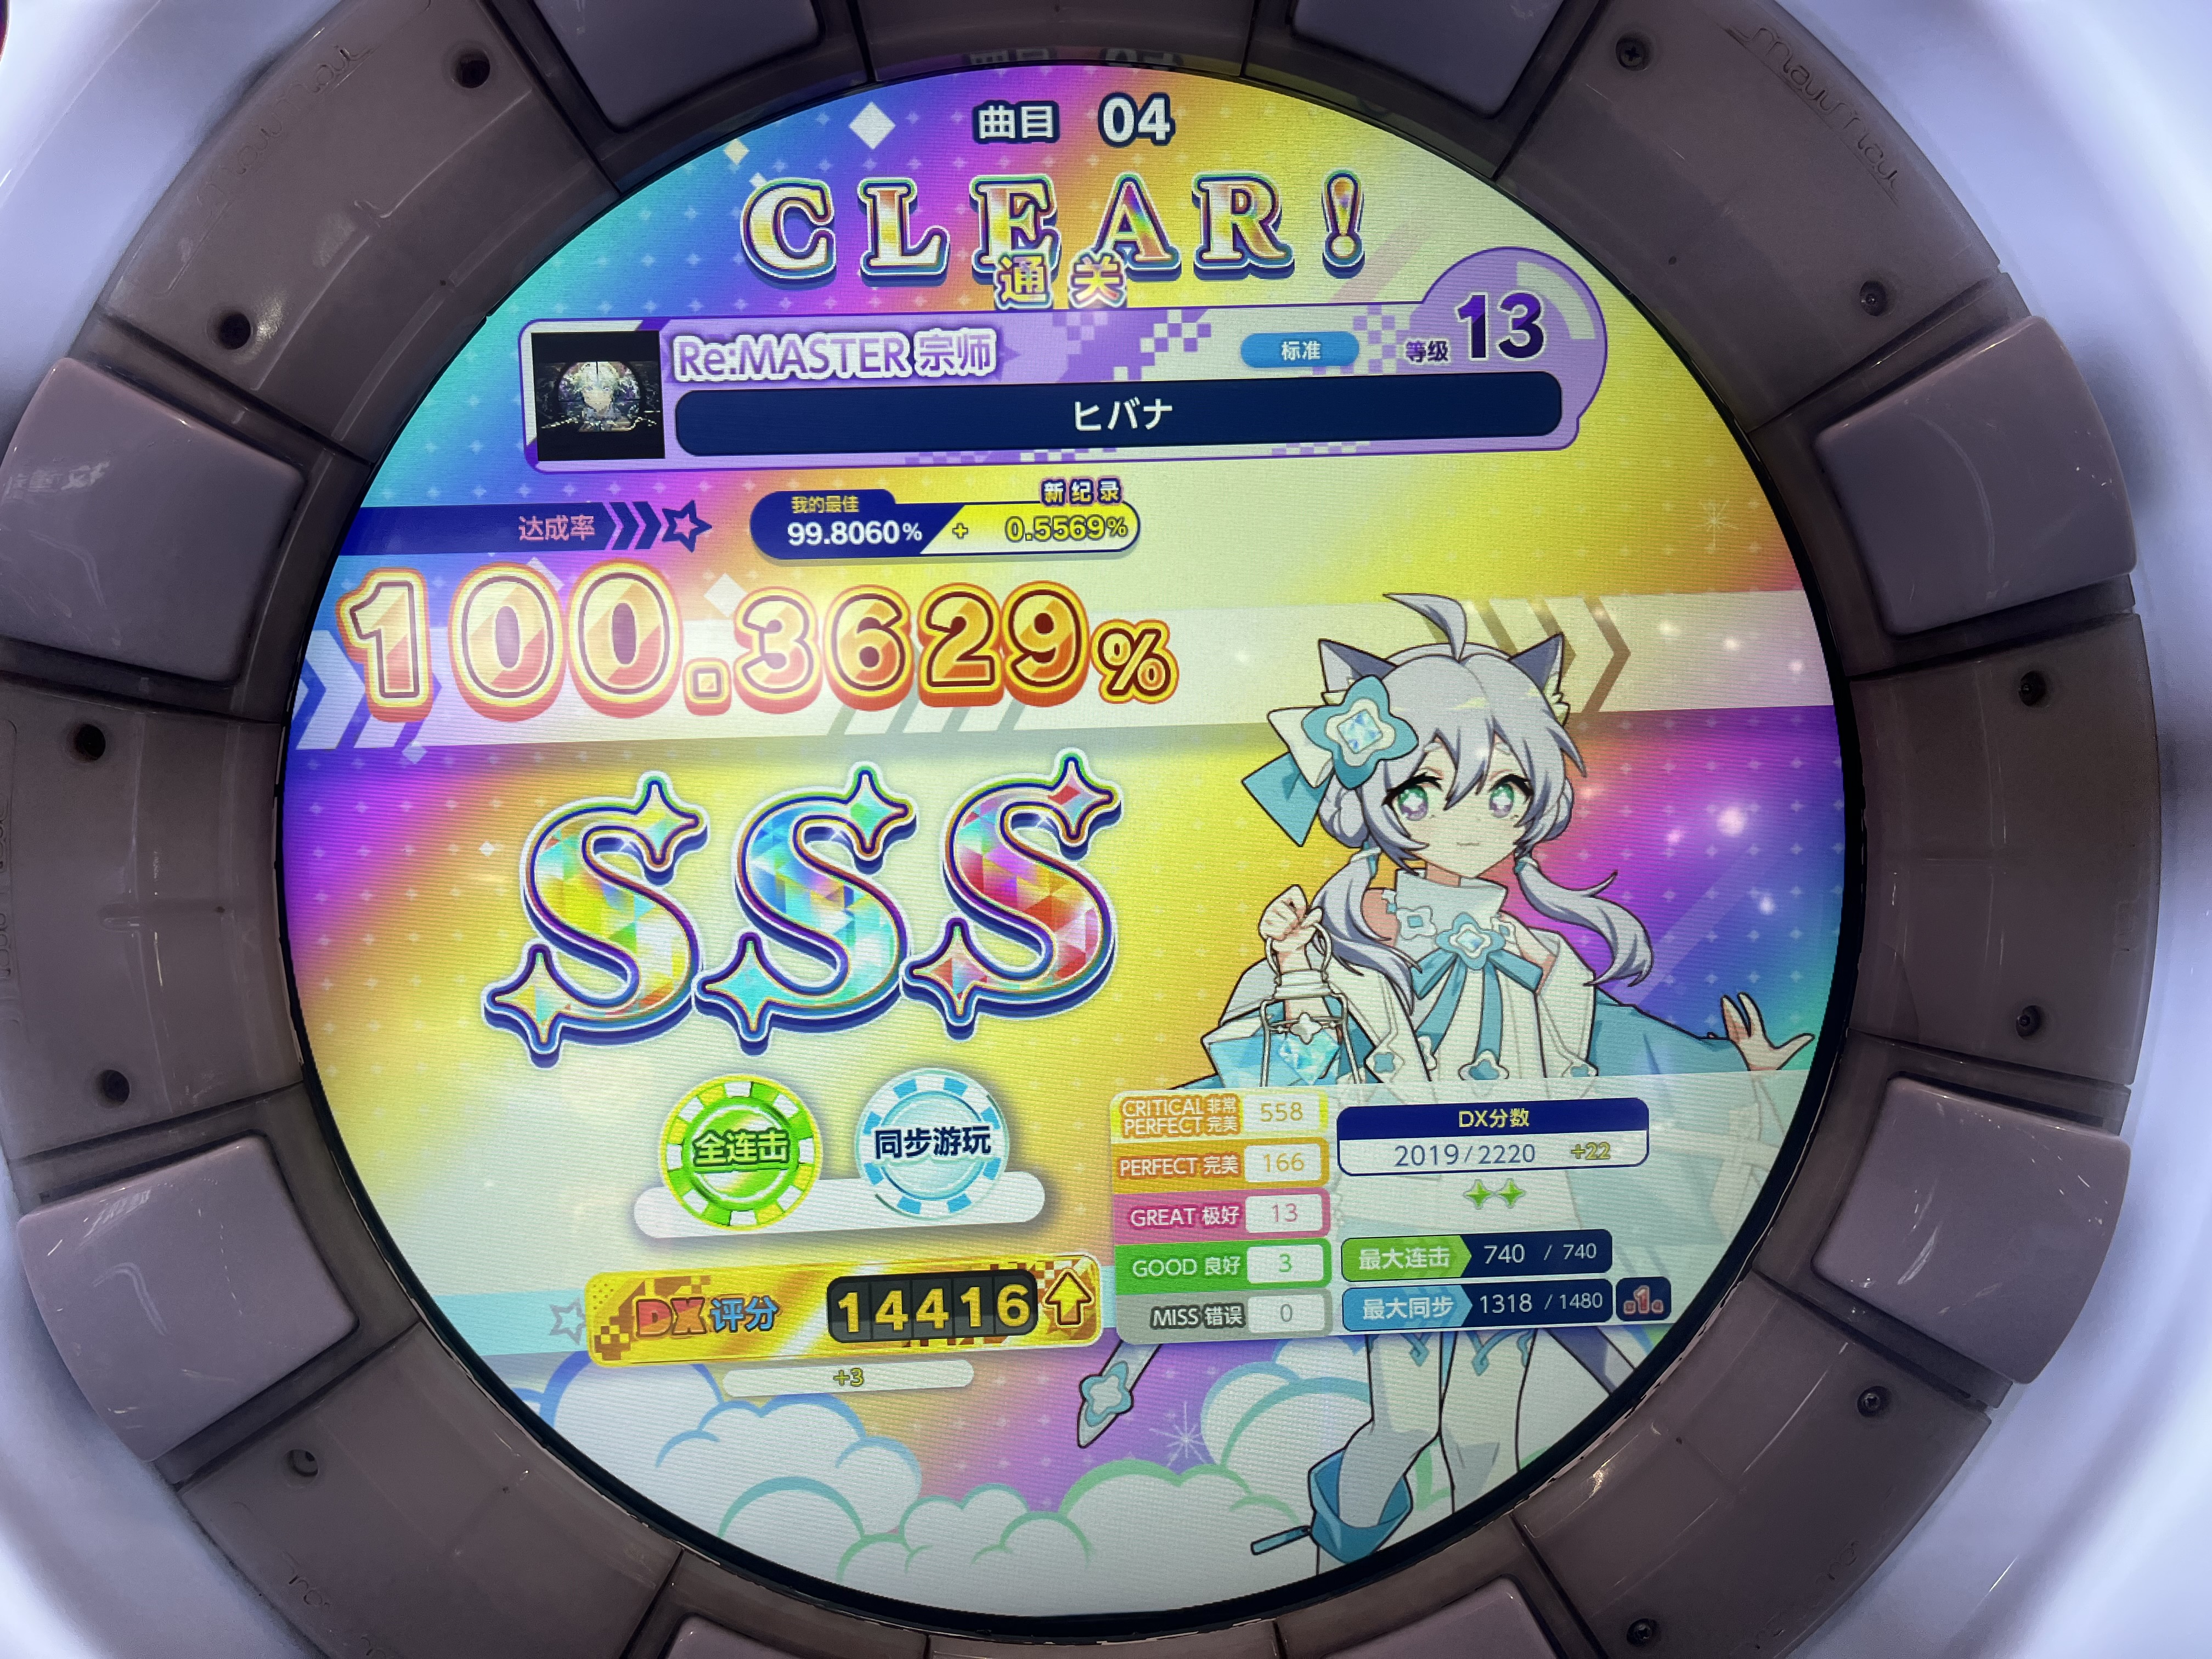 曲目 04
CLEAR!
通关
Re:MASTER 宗师
标准
等级 13
ヒバナ
我的最佳
新纪录
达成率
99.8060% + 0.5569%
100.3629%
SSS
全连击
同步游玩
CRITICAL 非常
PERFECT 完美
558
PERFECT 完美 166
GREAT 极好 13
GOOD 良好 3
MISS 错误 0
DX分数
2019/2220 +22
最大连击 740 / 740
最大同步 1318 / 1480
DX评分 14416
+3